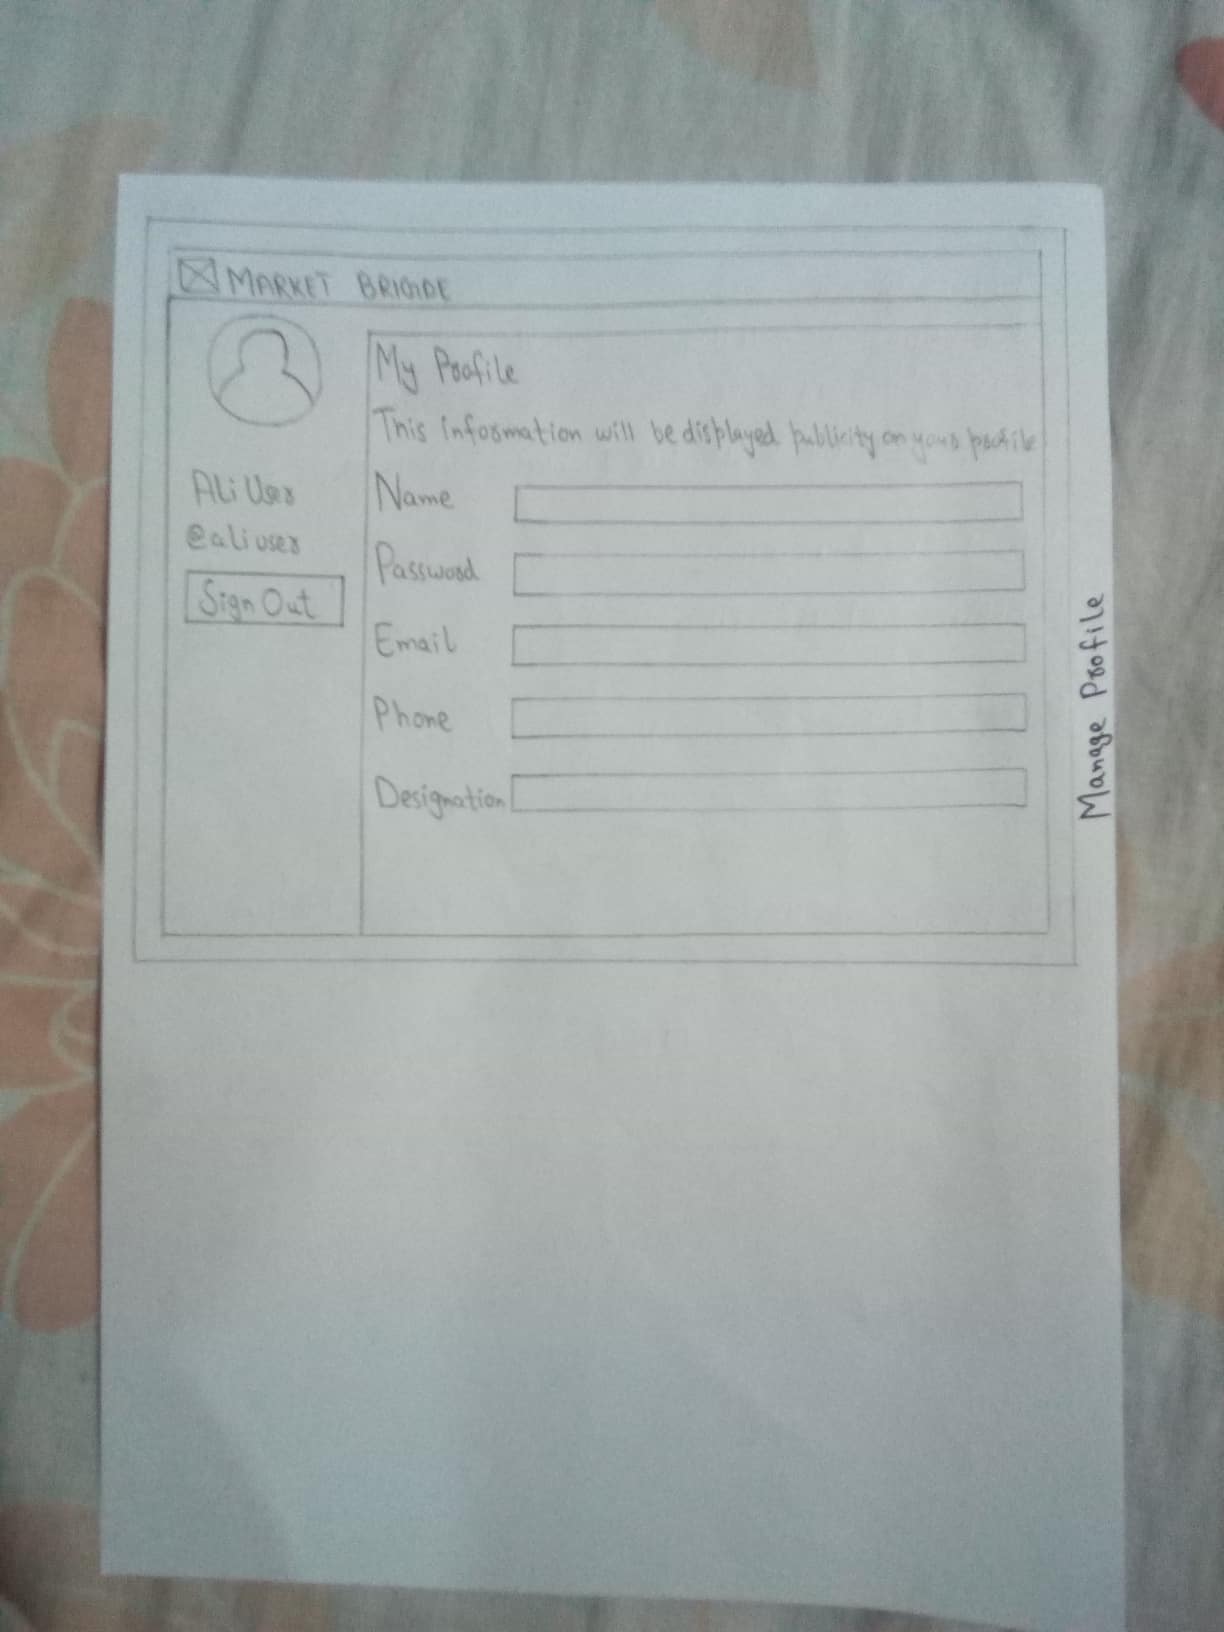 MARKET BRIGIDE
My Profile
This information will be displayed publicity on your profile
Ali User
@aliuser
Sign Out
Name
Password
Email
Phone
Designation
Manage Profile